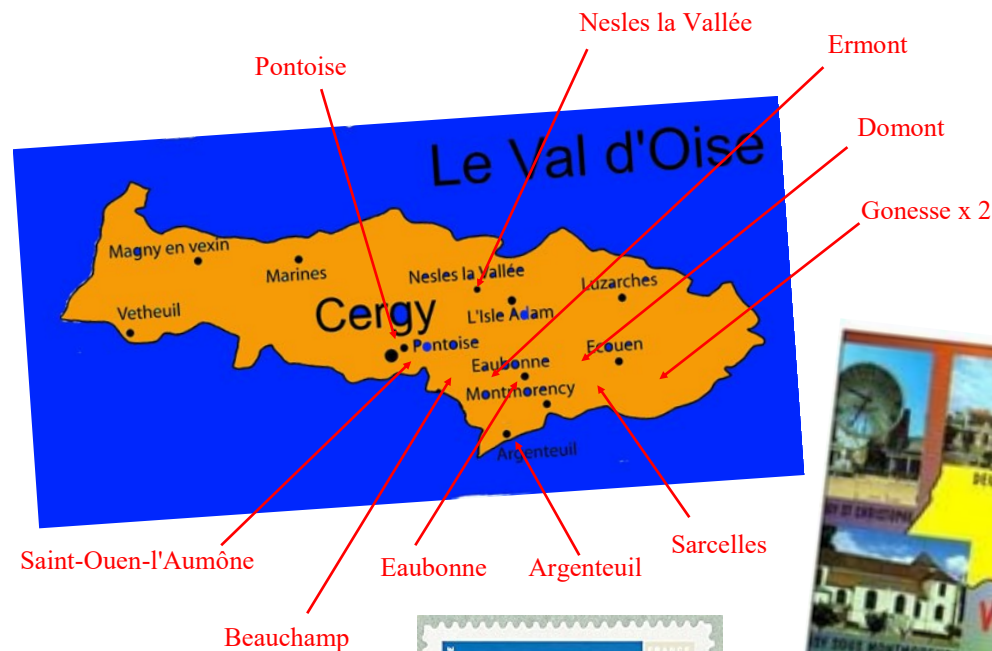 Nesles la Vallée
Ermont
Pontoise
Domont
Le Val d'Oise
Gonesse x 2
Magny en vexin
Marines
Nesles la Vallée
Luzarches
Vetheuil
Cergy
L'Isle Adam
Pontoise
Ecouen
Eaubonne
Montmorency
Argenteuil
Saint-Ouen-l'Aumône
Eaubonne
Argenteuil
Sarcelles
Beauchamp
FRANCE